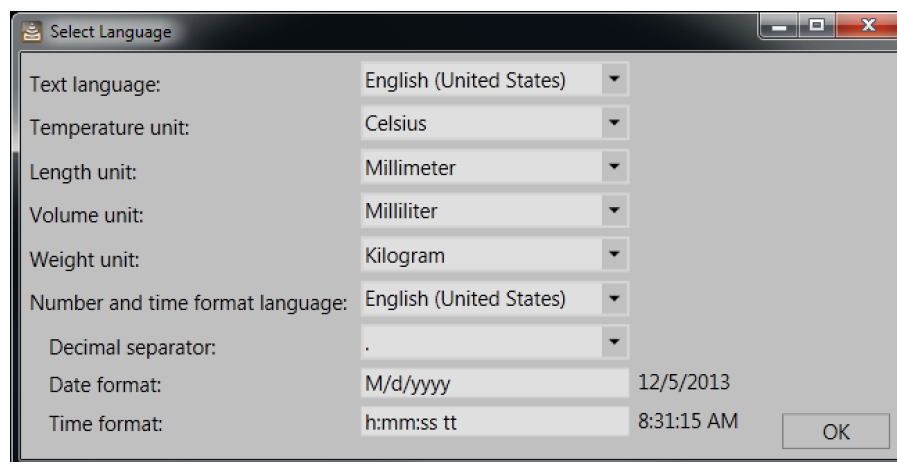 Select Language
Text language: English (United States)
Temperature unit: Celsius
Length unit: Millimeter
Volume unit: Milliliter
Weight unit: Kilogram
Number and time format language: English (United States)
Decimal separator: .
Date format: M/d/yyyy 12/5/2013
Time format: h:mm:ss tt 8:31:15 AM
OK